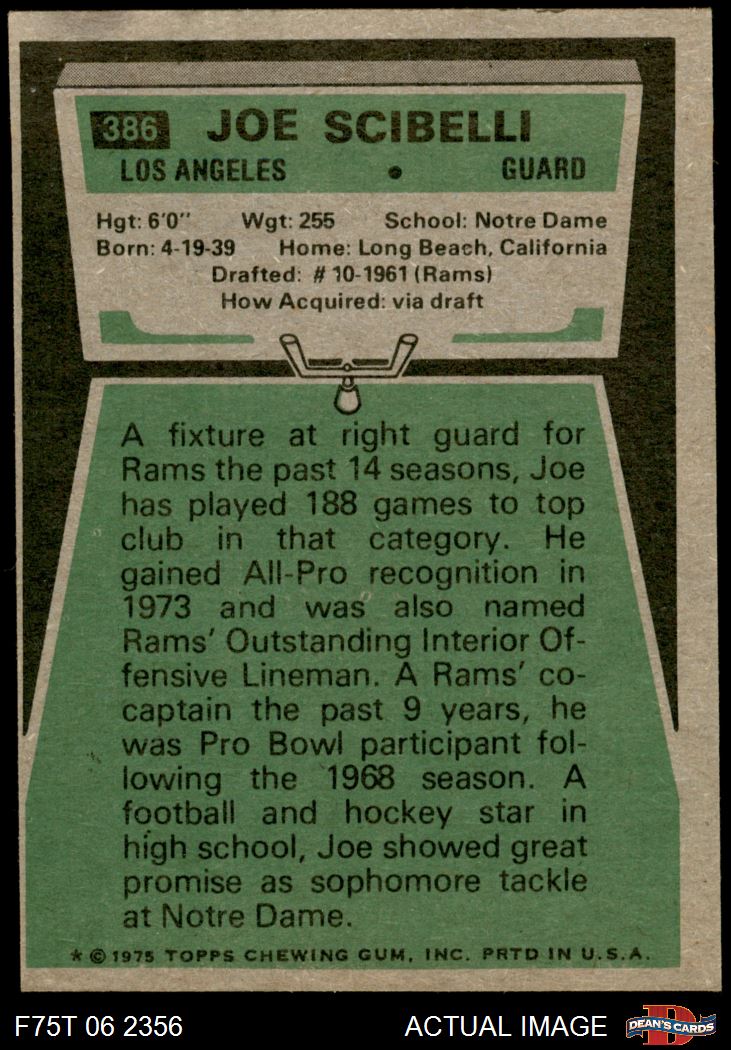 386 JOE SCIBELLI
LOS ANGELES • GUARD
Hgt: 6'0" Wgt: 255 School: Notre Dame
Born: 4-19-39 Home: Long Beach, California
Drafted: #10-1961 (Rams)
How Acquired: via draft
A fixture at right guard for
Rams the past 14 seasons, Joe
has played 188 games to top
club in that category. He
gained All-Pro recognition in
1973 and was also named
Rams' Outstanding Interior Of-
fensive Lineman. A Rams' co-
captain the past 9 years, he
was Pro Bowl participant fol-
lowing the 1968 season. A
football and hockey star in
high school, Joe showed great
promise as sophomore tackle
at Notre Dame.
* © 1975 TOPPS CHEWING GUM, INC. PRTD IN U.S.A.
F75T 06 2356 ACTUAL IMAGE DEAN'S CARDS